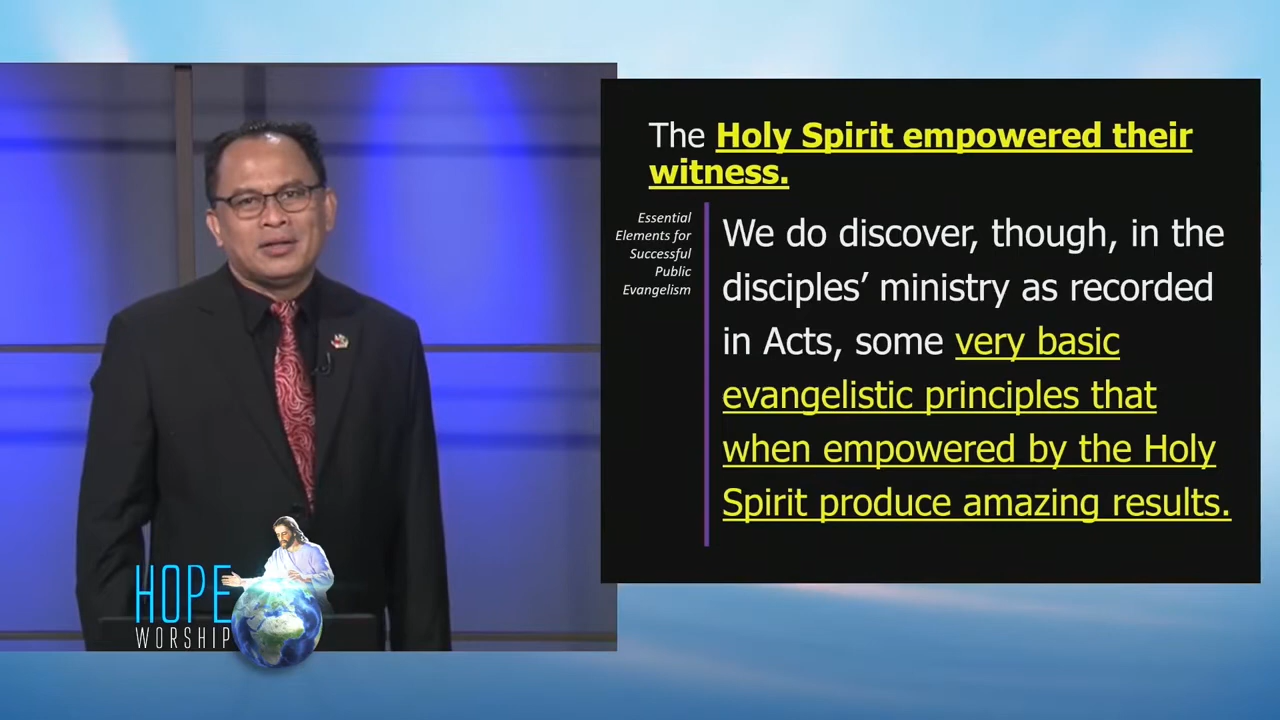 The Holy Spirit empowered their
witness.
Essential
Elements for
Successful
Public
Evangelism
We do discover, though, in the
disciples’ ministry as recorded
in Acts, some very basic
evangelistic principles that
when empowered by the Holy
Spirit produce amazing results.
HOPE
WORSHIP